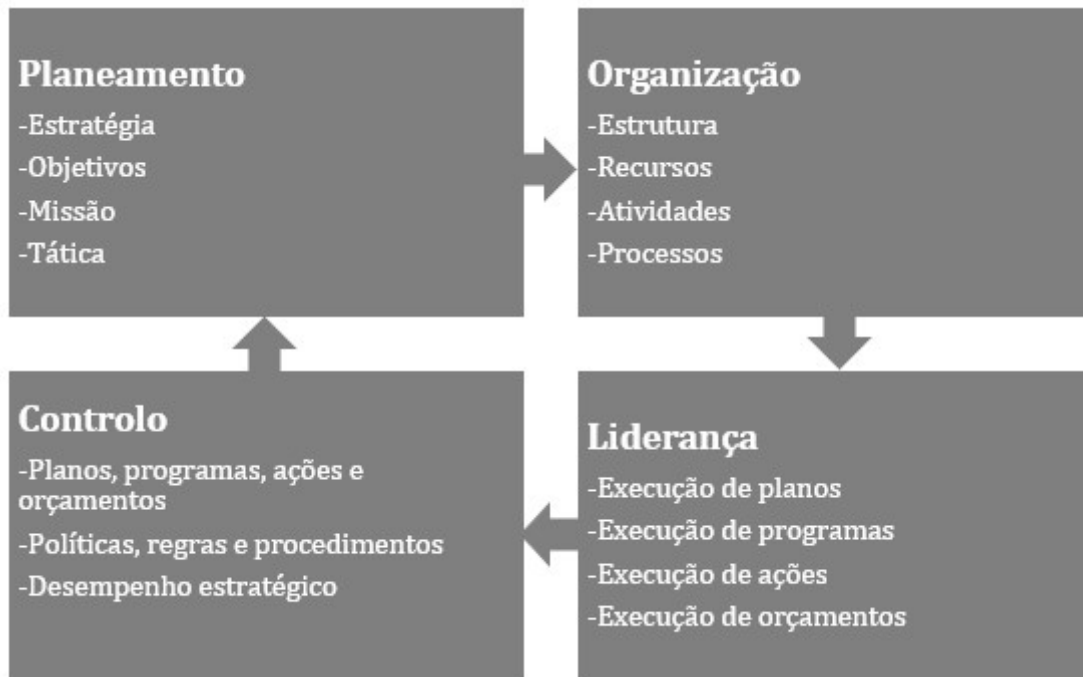 Planeamento
-Estratégia
-Objetivos
-Missão
-Tática
Organização
-Estrutura
-Recursos
-Atividades
-Processos
Controlo
-Planos, programas, ações e
orçamentos
-Políticas, regras e procedimentos
-Desempenho estratégico
Liderança
-Execução de planos
-Execução de programas
-Execução de ações
-Execução de orçamentos